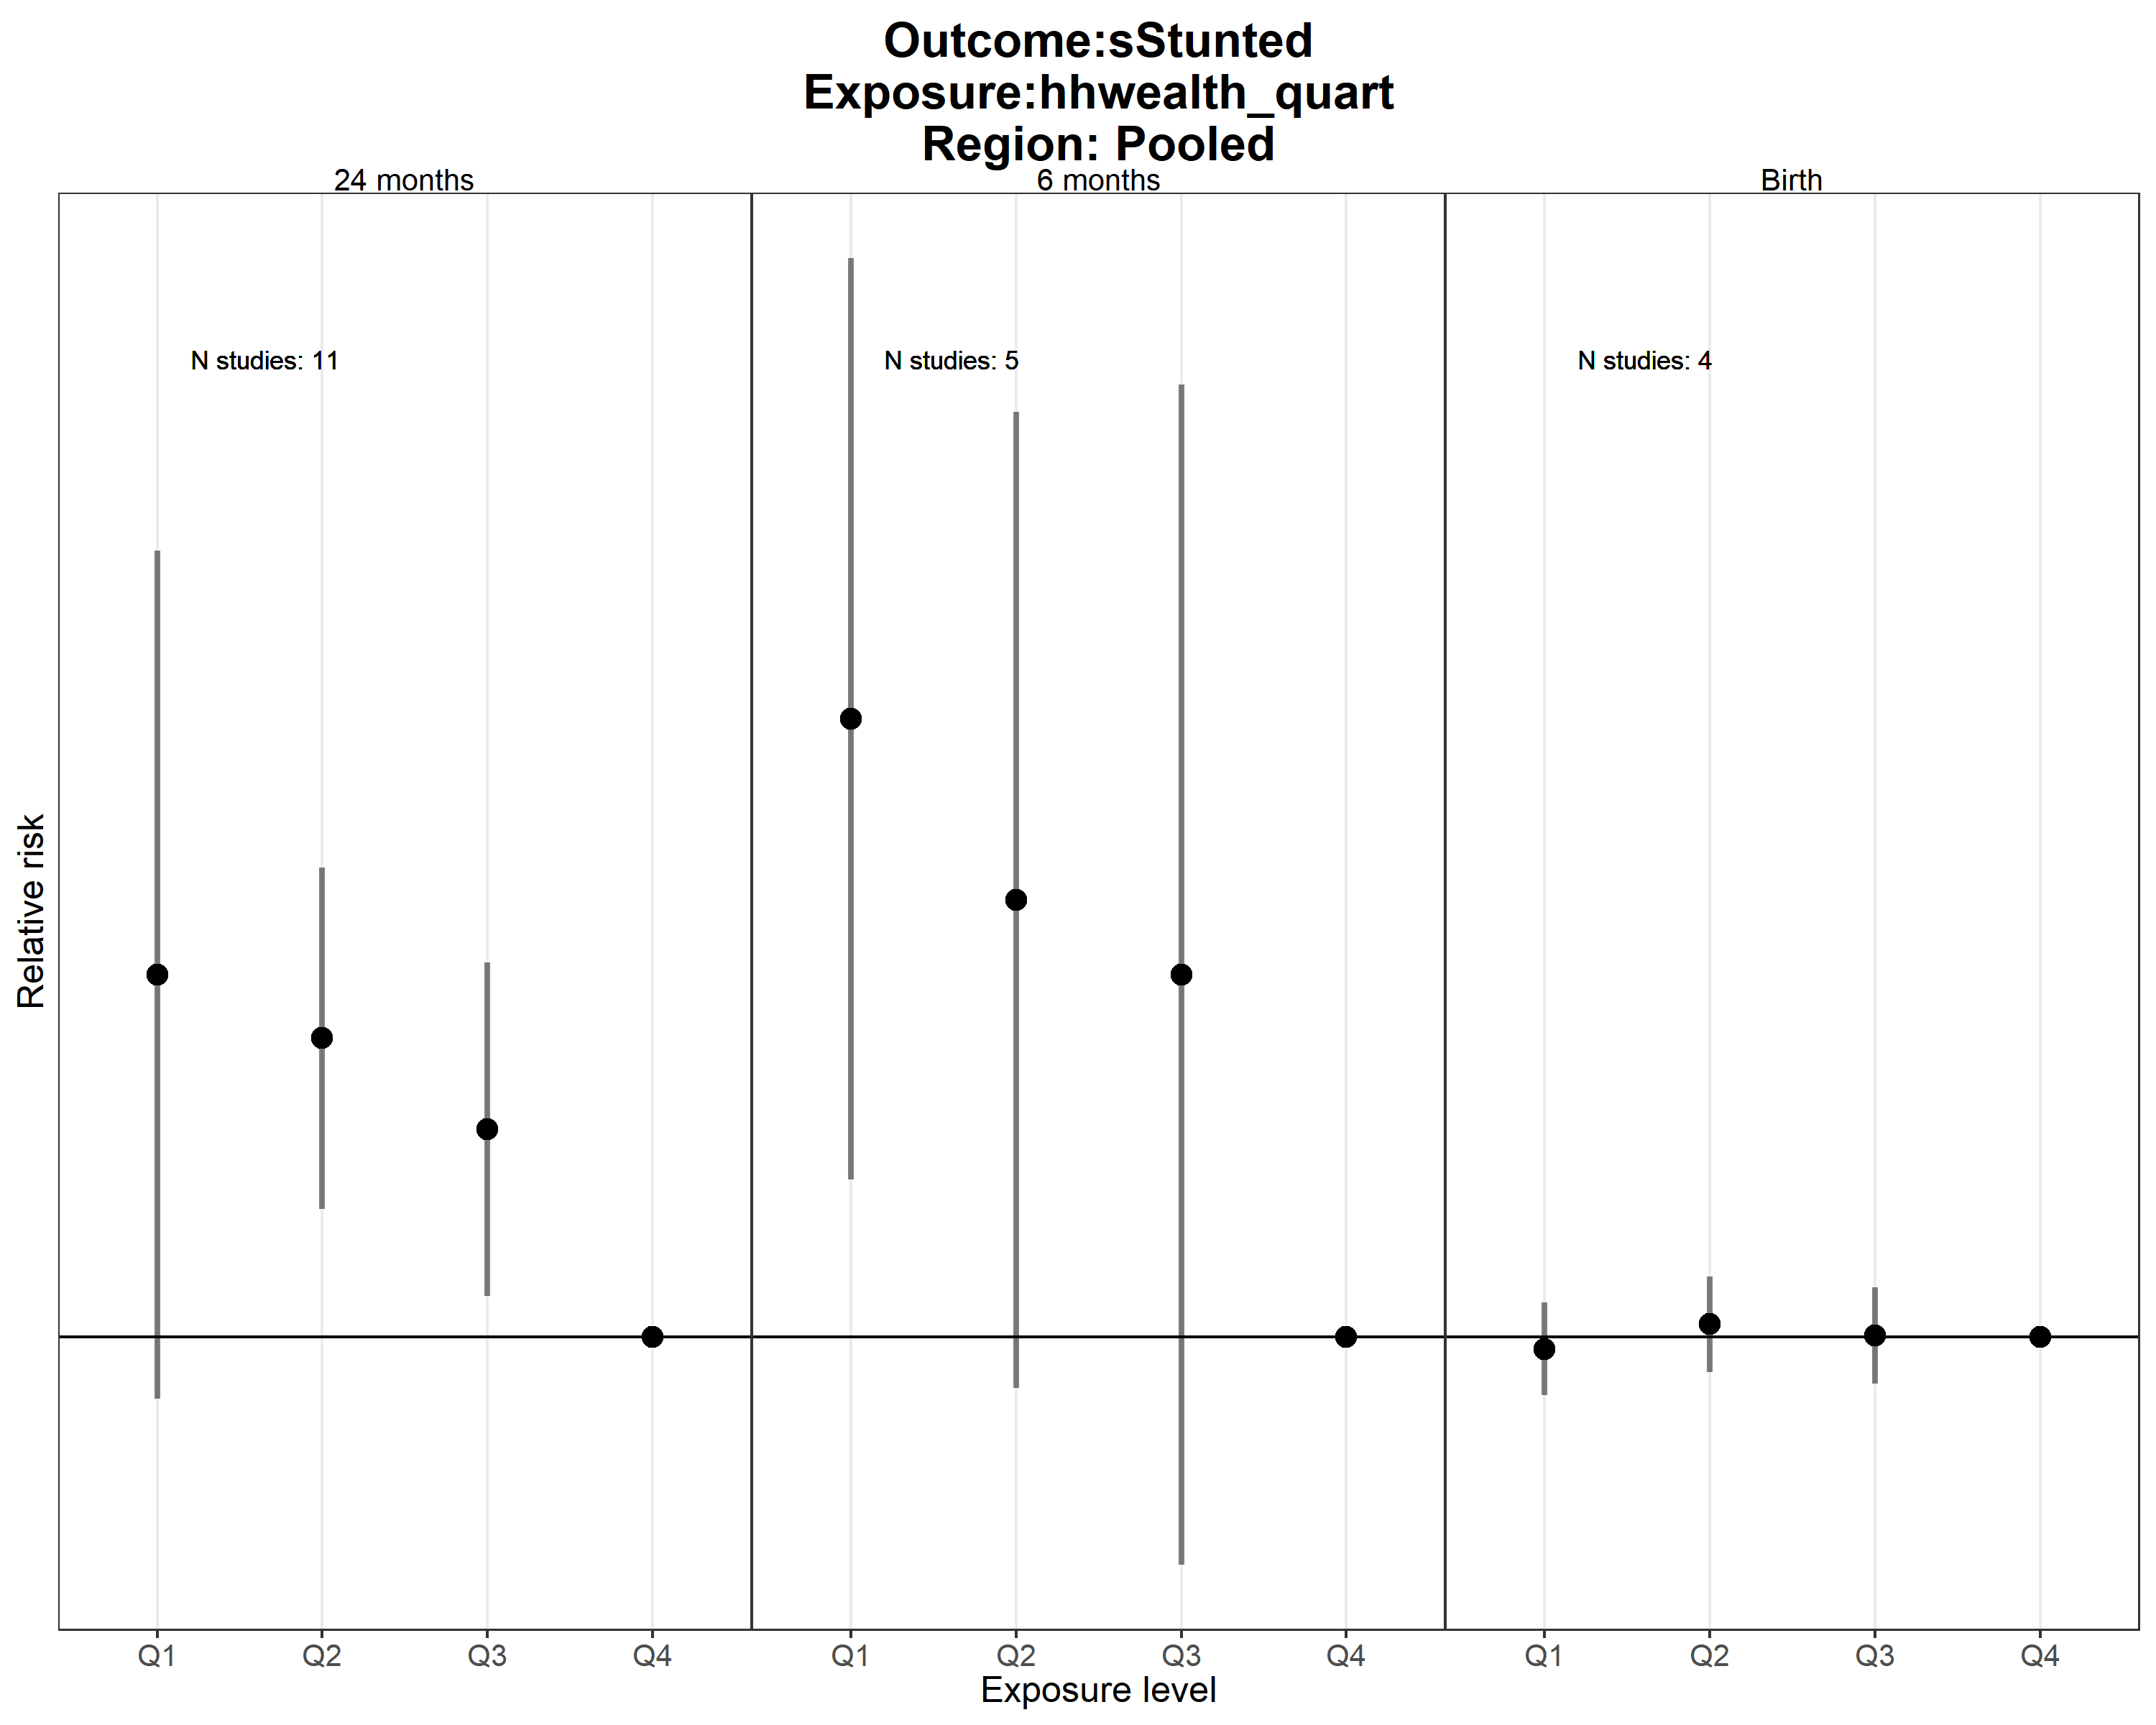 Outcome:sStunted
Exposure:hhwealth_quart
Region: Pooled
24 months
6 months
Birth
N studies: 11
N studies: 5
N studies: 4
Relative risk
Q1 Q2 Q3 Q4 Q1 Q2 Q3 Q4 Q1 Q2 Q3 Q4
Exposure level